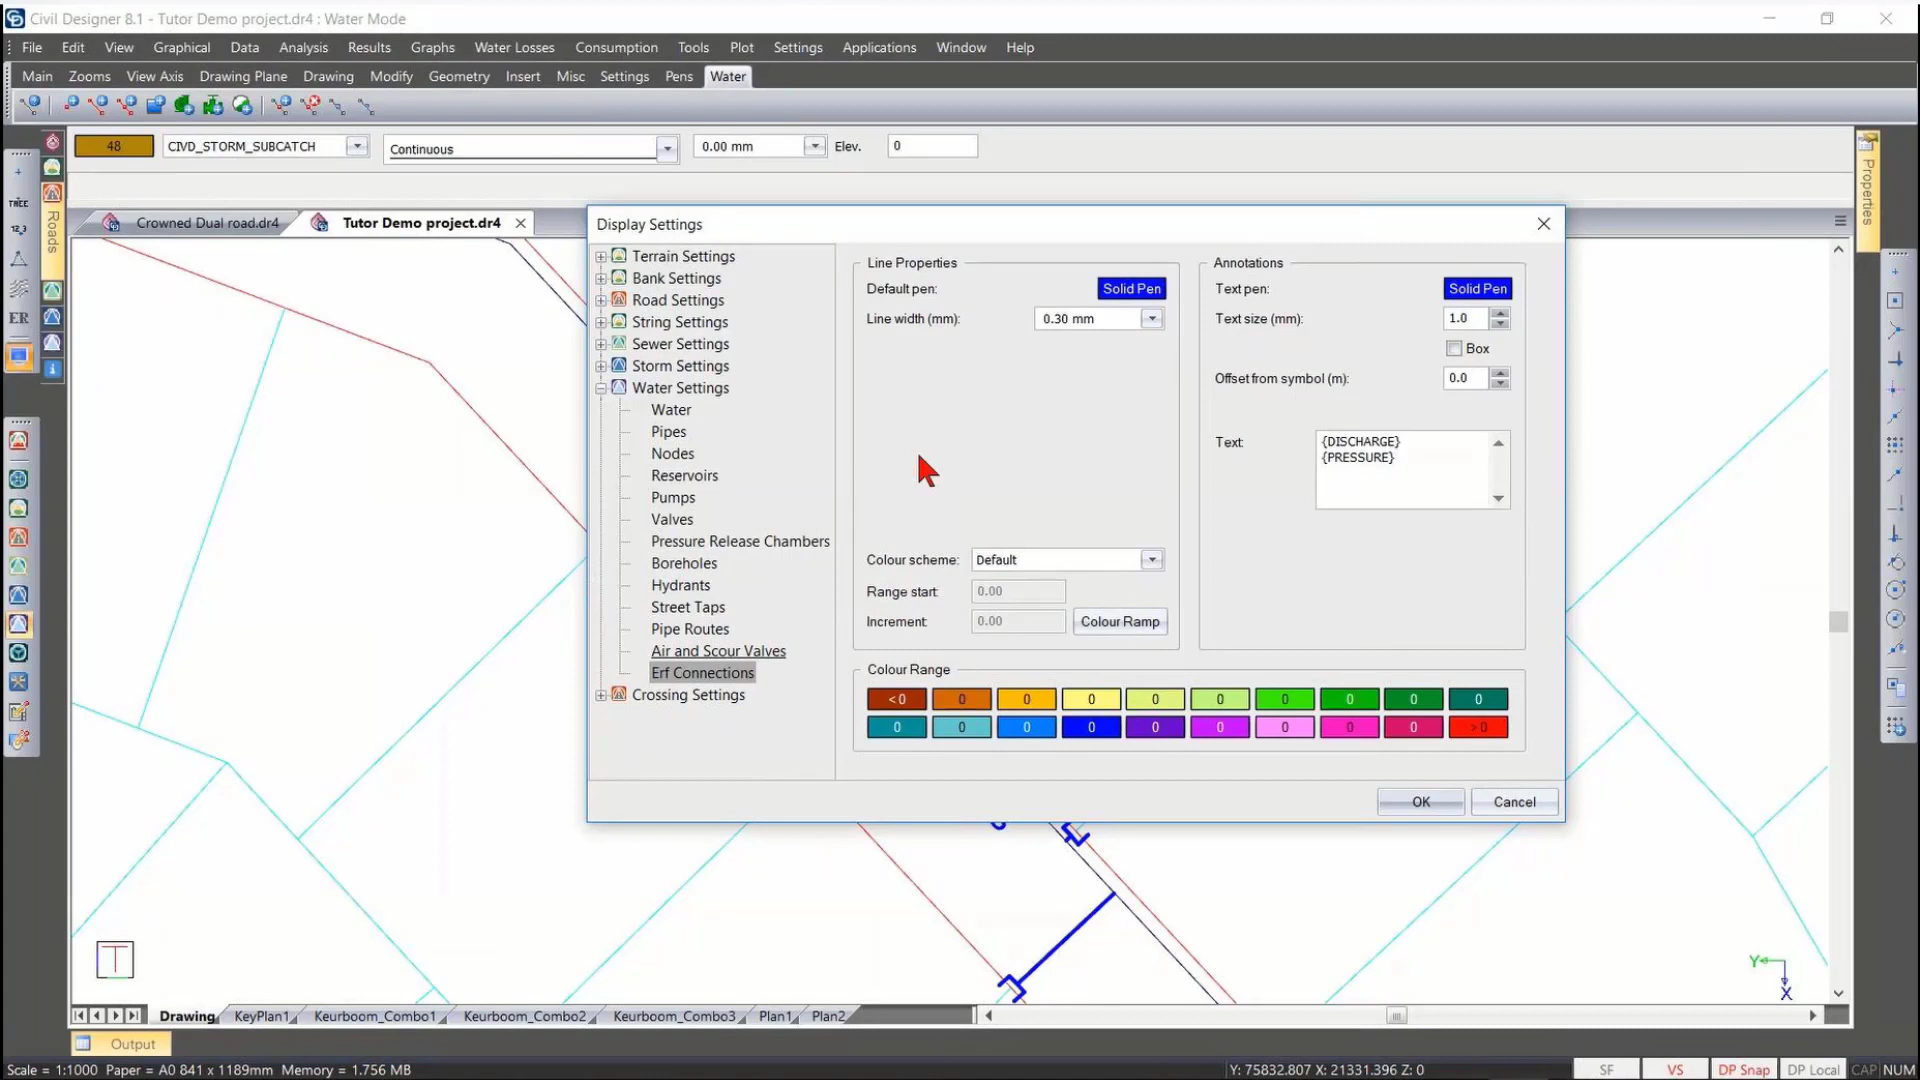 Civil Designer 8.1 - Tutor Demo project.dr4 : Water Mode
File Edit View Graphical Data Analysis Results Graphs Water Losses Consumption Tools Plot Settings Applications Window Help
Main Zooms View Axis Drawing Plane Drawing Modify Geometry Insert Misc Settings Pens Water
48 CIVD_STORM_SUBCATCH Continuous 0.00 mm Elev. 0
Crowned Dual road.dr4 Tutor Demo project.dr4
Roads
Properties
TMEE
12.3
ER
Display Settings
Terrain Settings
Bank Settings
Road Settings
String Settings
Sewer Settings
Storm Settings
Water Settings
Water
Pipes
Nodes
Reservoirs
Pumps
Valves
Pressure Release Chambers
Boreholes
Hydrants
Street Taps
Pipe Routes
Air and Scour Valves
Erf Connections
Crossing Settings
Line Properties
Default pen: Solid Pen
Line width (mm): 0.30 mm
Colour scheme: Default
Range start: 0.00
Increment: 0.00 Colour Ramp
Annotations
Text pen: Solid Pen
Text size (mm): 1.0
Box
Offset from symbol (m): 0.0
Text: {DISCHARGE}
{PRESSURE}
Colour Range
< 0 0 0 0 0 0 0 0 0 0
0 0 0 0 0 0 0 0 0 > 0
OK Cancel
T
Y
X
Drawing KeyPlan1 Keurboom_Combo1 Keurboom_Combo2 Keurboom_Combo3 Plan1 Plan2
Output
Scale = 1:1000 Paper = A0 841 x 1189mm Memory = 1.756 MB Y: 75832.807 X: 21331.396 Z: 0 SF VS DP Snap DP Local CAP NUM